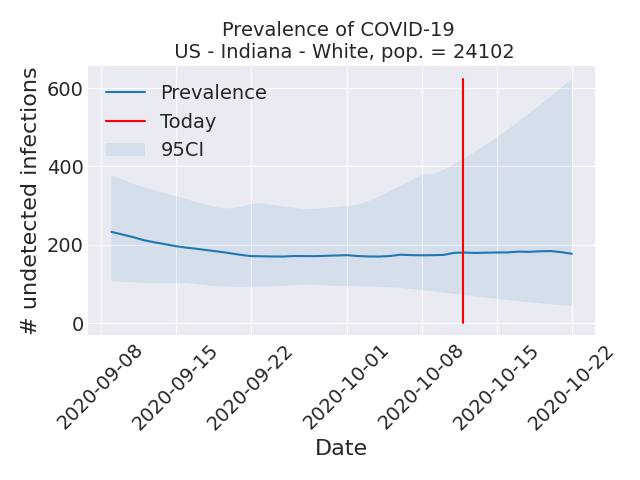 Prevalence of COVID-19
US - Indiana - White, pop. = 24102
# undetected infections
600
400
200
0
Prevalence
Today
95CI
2020-09-08
2020-09-15
2020-09-22
2020-10-01
2020-10-08
2020-10-15
2020-10-22
Date